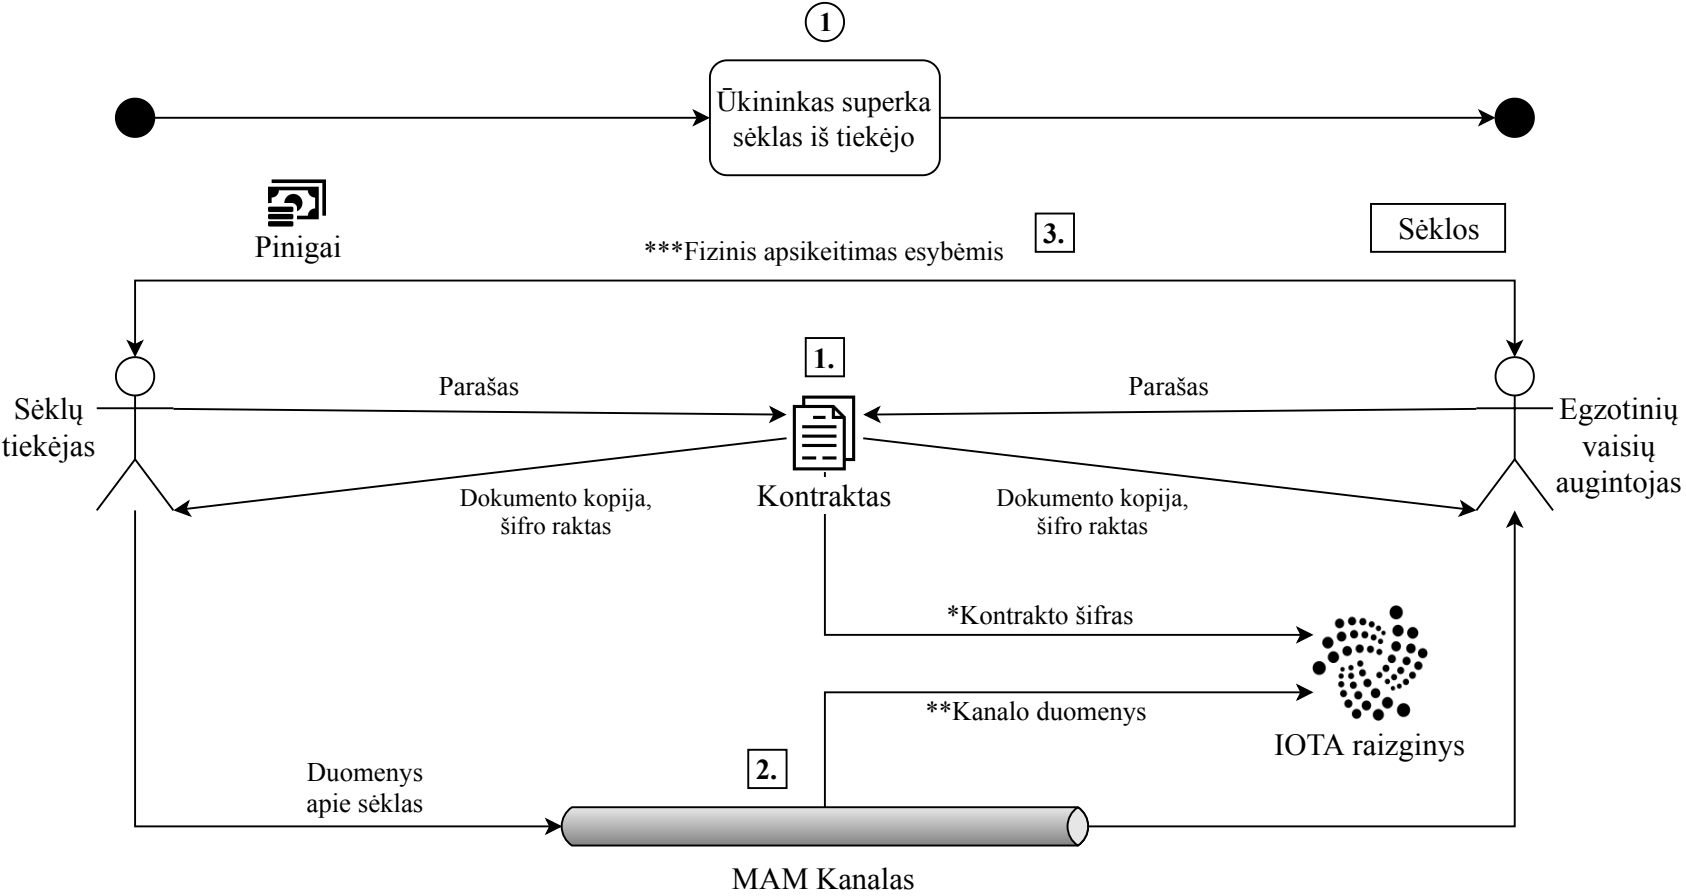 1
Ūkininkas superka
sėklas iš tiekėjo
Pinigai
***Fizinis apsikeitimas esybėmis
3.
Sėklos
1.
Parašas
Parašas
Sėklų
tiekėjas
Egzotinių
vaisių
augintojas
Dokumento kopija,
šifro raktas
Kontraktas
Dokumento kopija,
šifro raktas
*Kontrakto šifras
**Kanalo duomenys
IOTA raizginys
2.
Duomenys
apie sėklas
MAM Kanalas